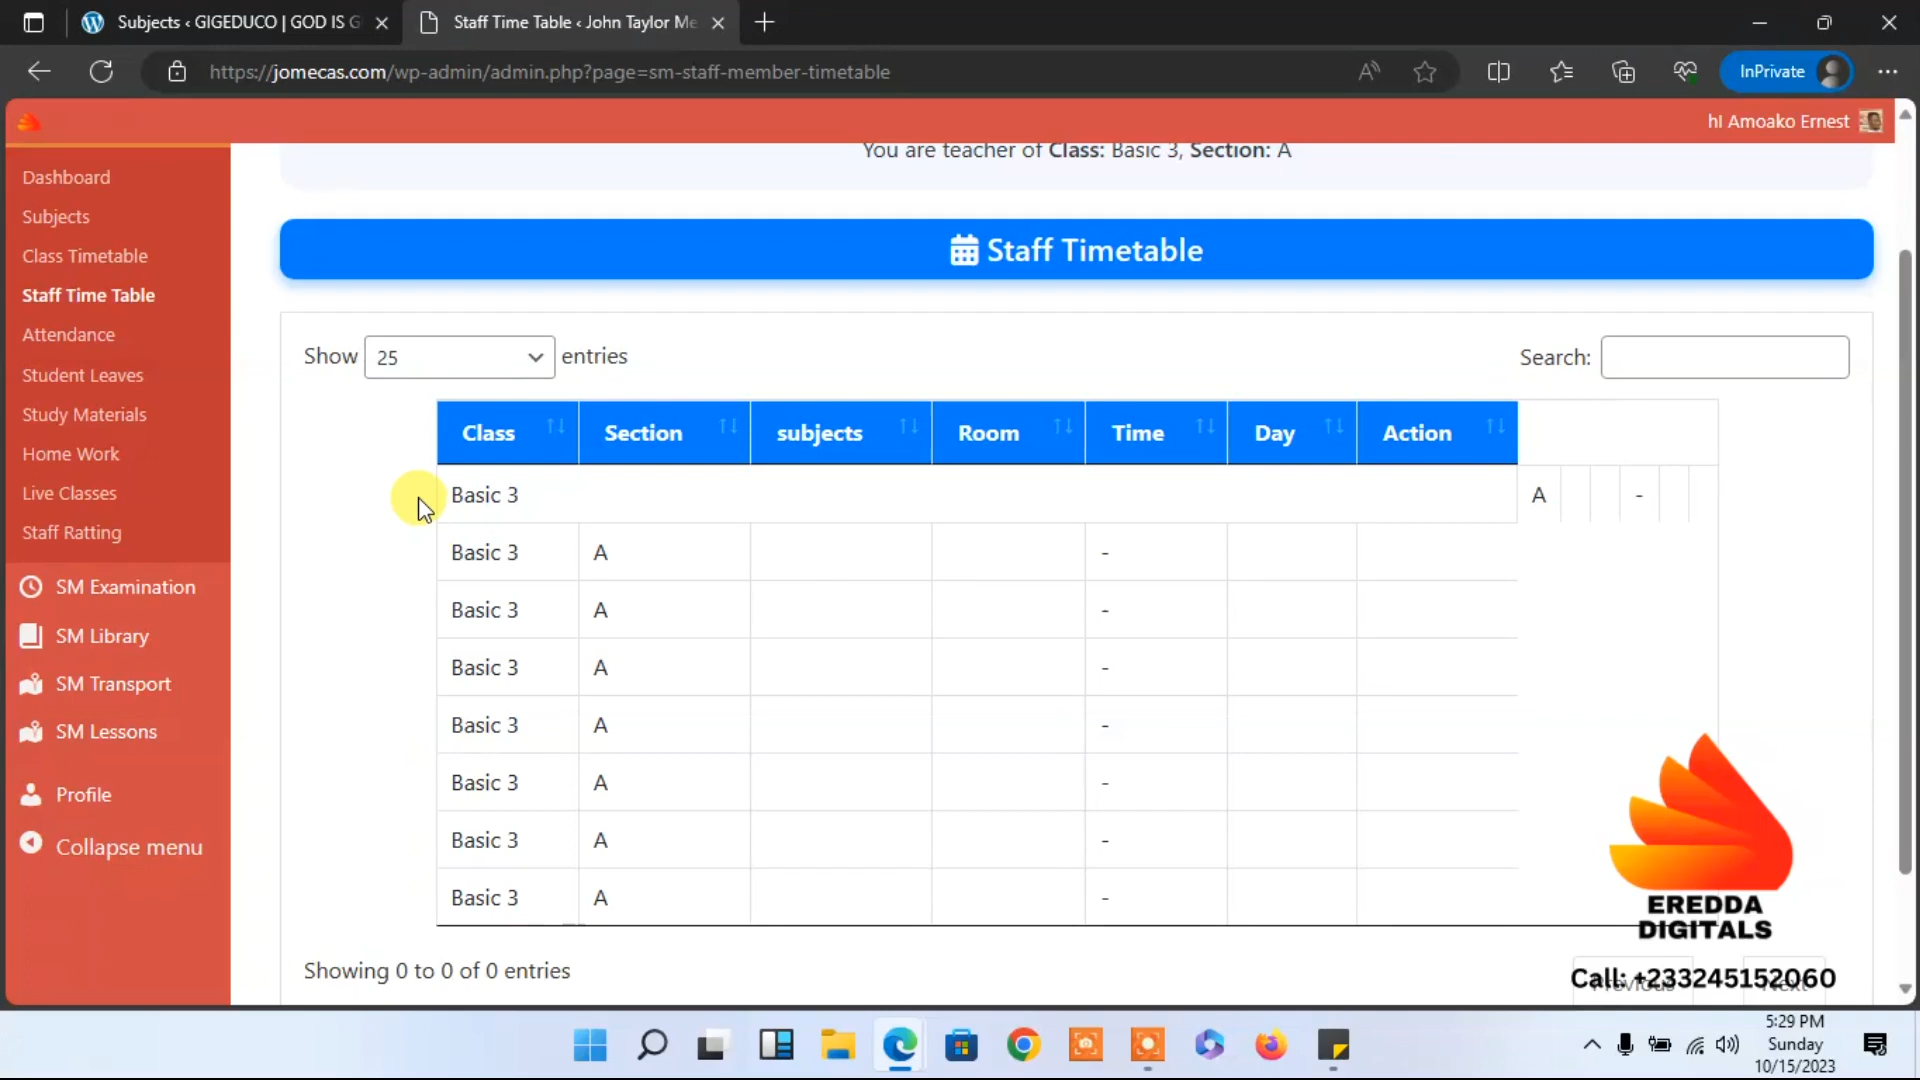 Subjects ‹ GIGEDUCO | GOD IS G
Staff Time Table ‹ John Taylor Me
https://jomecas.com/wp-admin/admin.php?page=sm-staff-member-timetable
InPrivate
hI Amoako Ernest
Dashboard
Subjects
Class Timetable
Staff Time Table
Attendance
Student Leaves
Study Materials
Home Work
Live Classes
Staff Ratting
SM Examination
SM Library
SM Transport
SM Lessons
Profile
Collapse menu
You are teacher of Class: Basic 3, Section: A
Staff Timetable
Show 25 entries
Search:
Class Section subjects Room Time Day Action
Basic 3 A -
Basic 3 A -
Basic 3 A -
Basic 3 A -
Basic 3 A -
Basic 3 A -
Basic 3 A -
Basic 3 A -
Showing 0 to 0 of 0 entries
Previous Next
EREDDA
DIGITALS
Call: +233245152060
5:29 PM
Sunday
10/15/2023